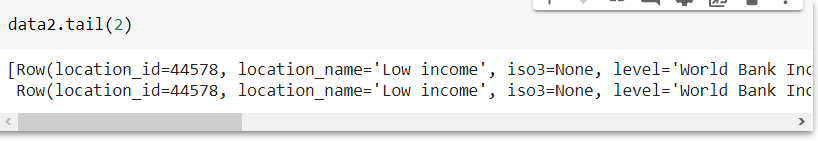 data2.tail(2)
[Row(location_id=44578, location_name='Low income', iso3=None, level='World Bank Inc
Row(location_id=44578, location_name='Low income', iso3=None, level='World Bank Inc